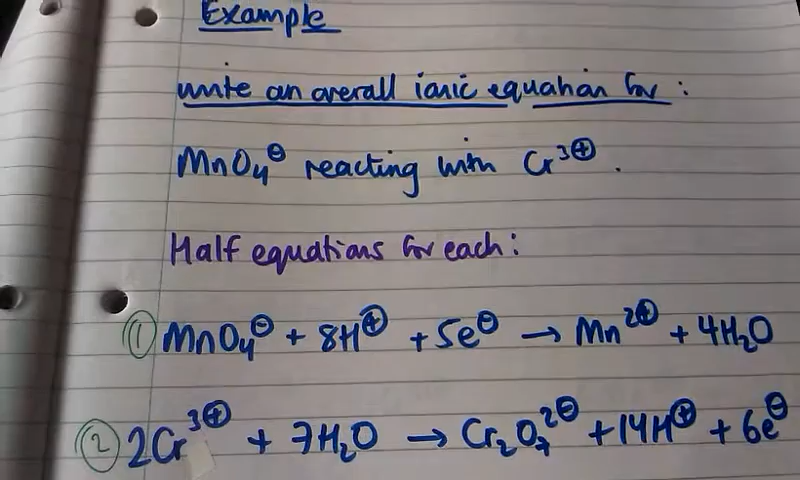 Example
write an overall ionic equation for :
MnO₄⊖ reacting with Cr³⊕ .
Half equations for each :
① MnO₄⊖ + 8H⊕ + 5e⊖ → Mn²⊕ + 4H₂O
② 2Cr³⊕ + 7H₂O → Cr₂O₇²⊖ + 14H⊕ + 6e⊖